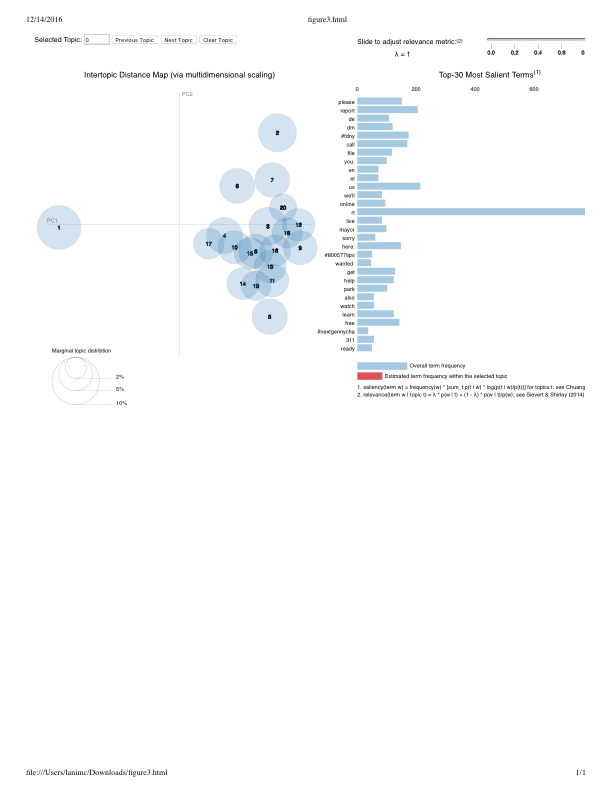 12/14/2016
figure3.html
Selected Topic: 0 Previous Topic Next Topic Clear Topic
Slide to adjust relevance metric:(2)
λ = 1
0.0 0.2 0.4 0.6 0.8 0
Intertopic Distance Map (via multidimensional scaling)
PC2
PC1
2
7
6
20
1
3
12
4
17
10
9
16
13
11
14
19
5
Marginal topic distribtion
2%
5%
10%
Top-30 Most Salient Terms(1)
0 200 400 600
please
report
de
dm
#fdny
call
file
you.
en
el
us
we'll
online
rt
live
mayor
sorry
here:
#800577tips
wanted:
get
help
park
also
watch
learn
free
#nextgennycha
311
ready
Overall term frequency
Estimated term frequency within the selected topic
1. saliency(term w) = frequency(w) * [sum_t p(t | w) * log(p(t | w)/p(t))] for topics t; see Chuang
2. relevance(term w | topic t) = λ * p(w | t) + (1 - λ) * p(w | t)/p(w); see Sievert & Shirley (2014)
file:///Users/lanimc/Downloads/figure3.html
1/1